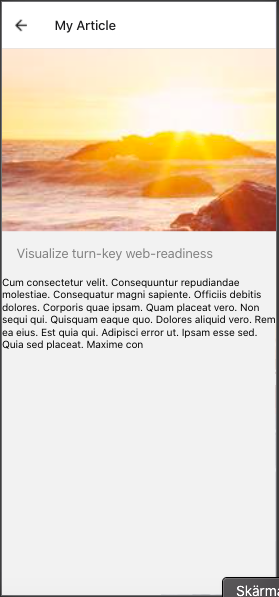 My Article
Visualize turn-key web-readiness
Cum consectetur velit. Consequuntur repudiandae
molestiae. Consequatur magni sapiente. Officiis debitis
dolores. Corporis quae ipsam. Quam placeat vero. Non
sequi qui. Quisquam eaque quo. Dolores aliquid vero. Rem
ea eius. Est quia qui. Adipisci error ut. Ipsam esse sed.
Quia sed placeat. Maxime con